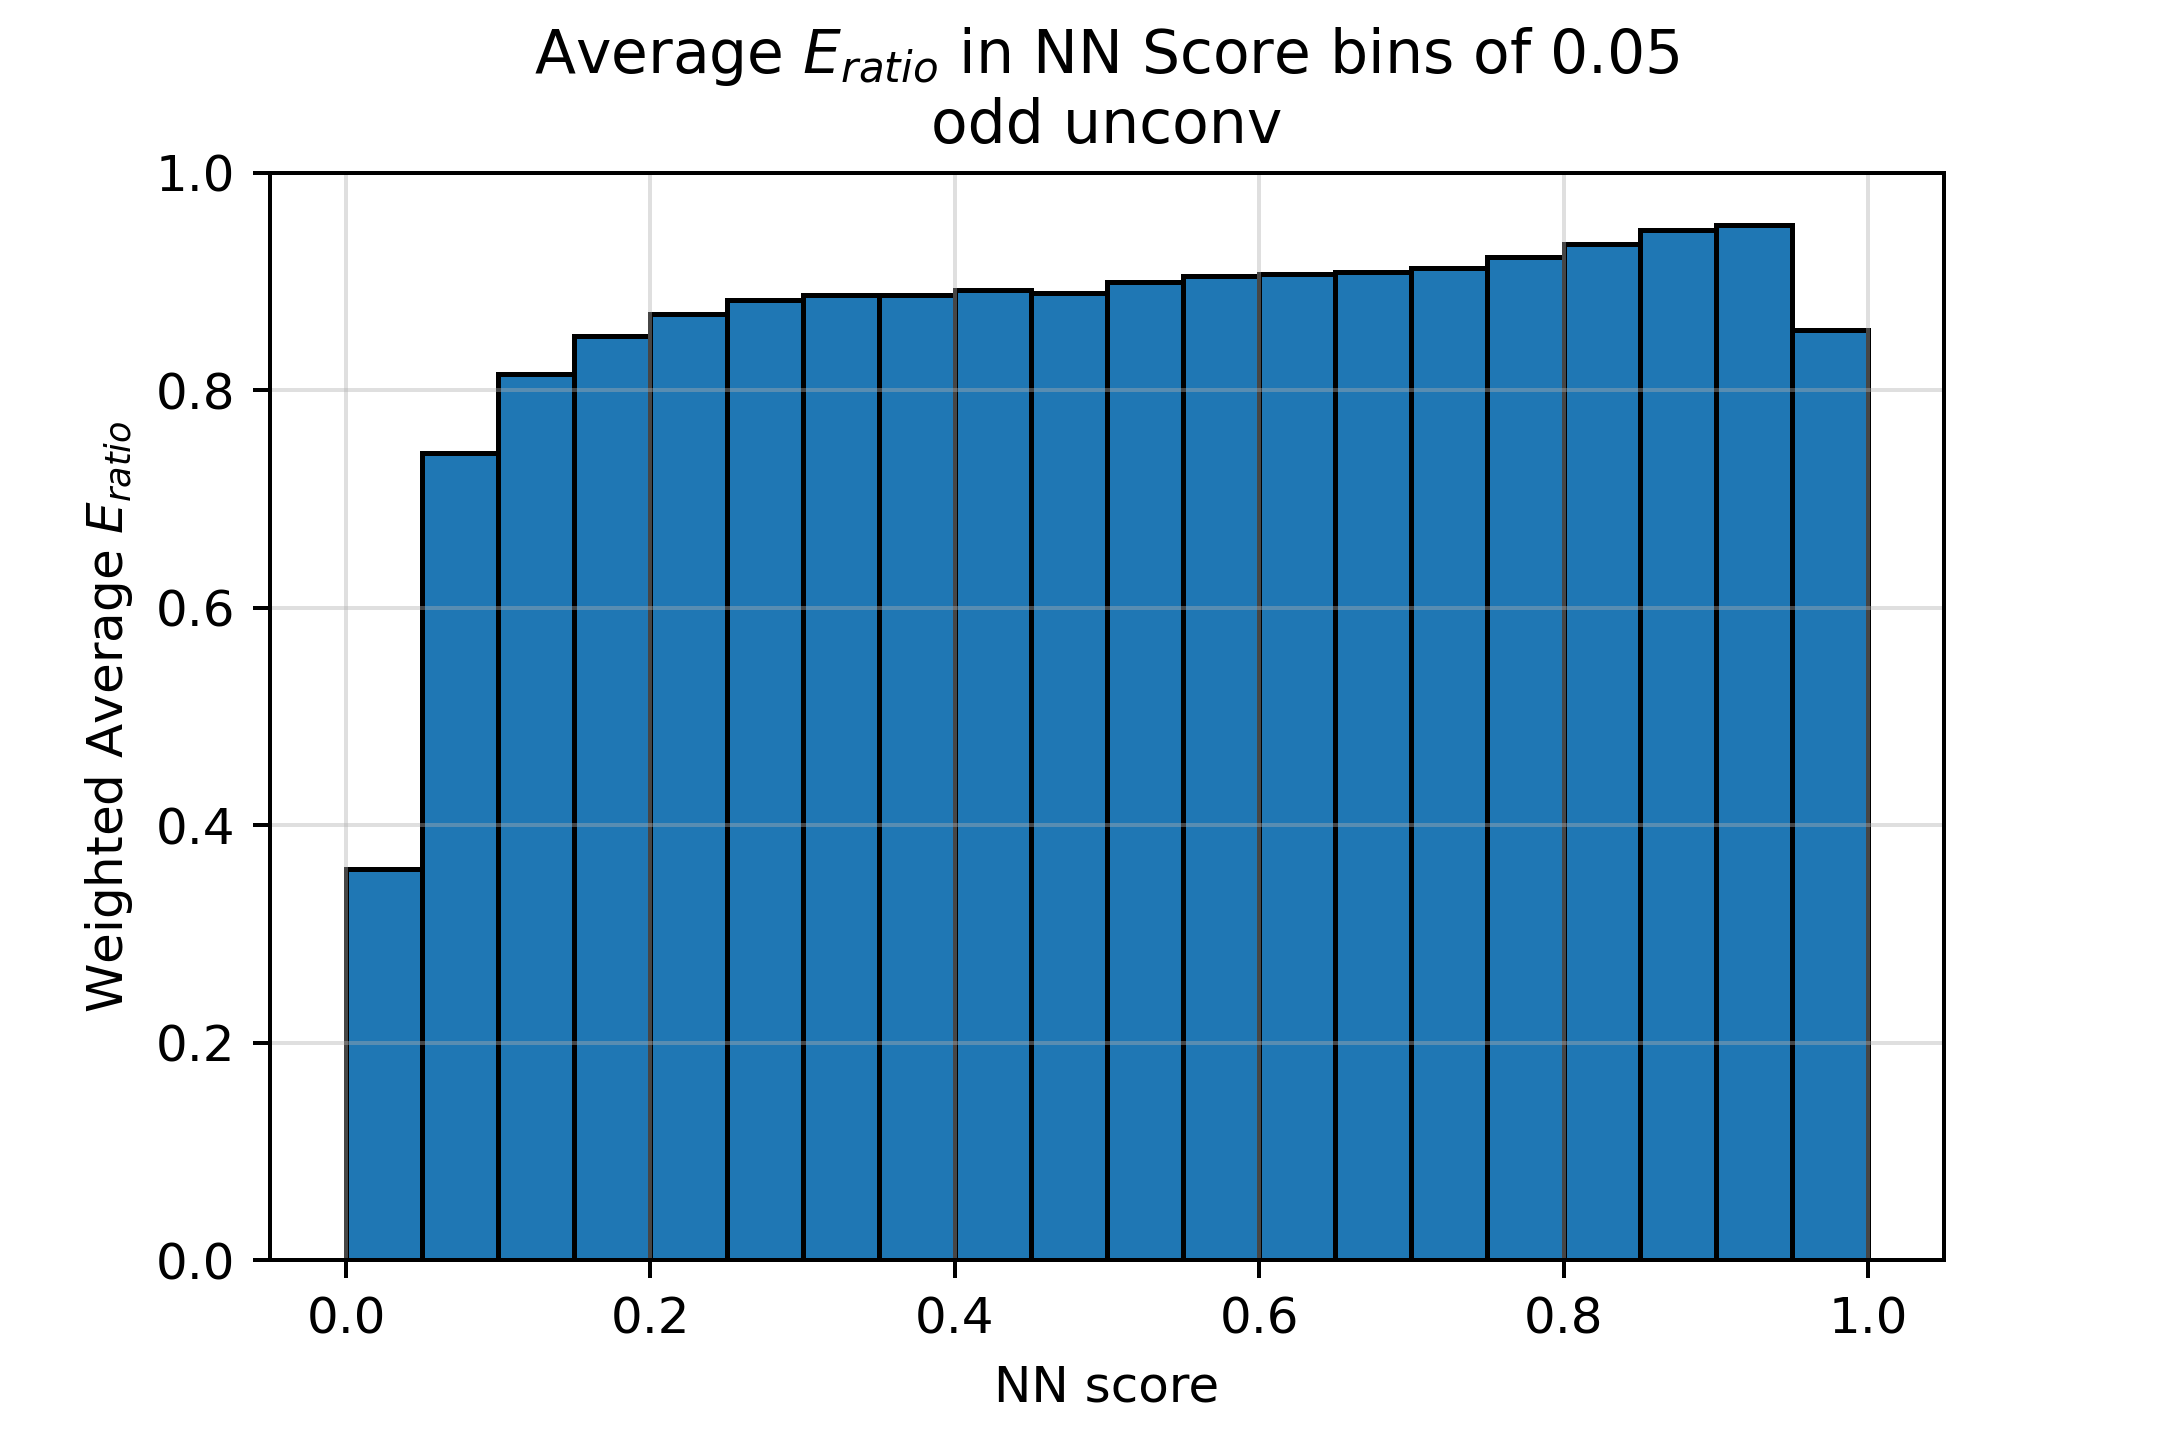 Average E_ratio in NN Score bins of 0.05
odd unconv
Weighted Average E_ratio
1.0
0.8
0.6
0.4
0.2
0.0
0.0 0.2 0.4 0.6 0.8 1.0
NN score